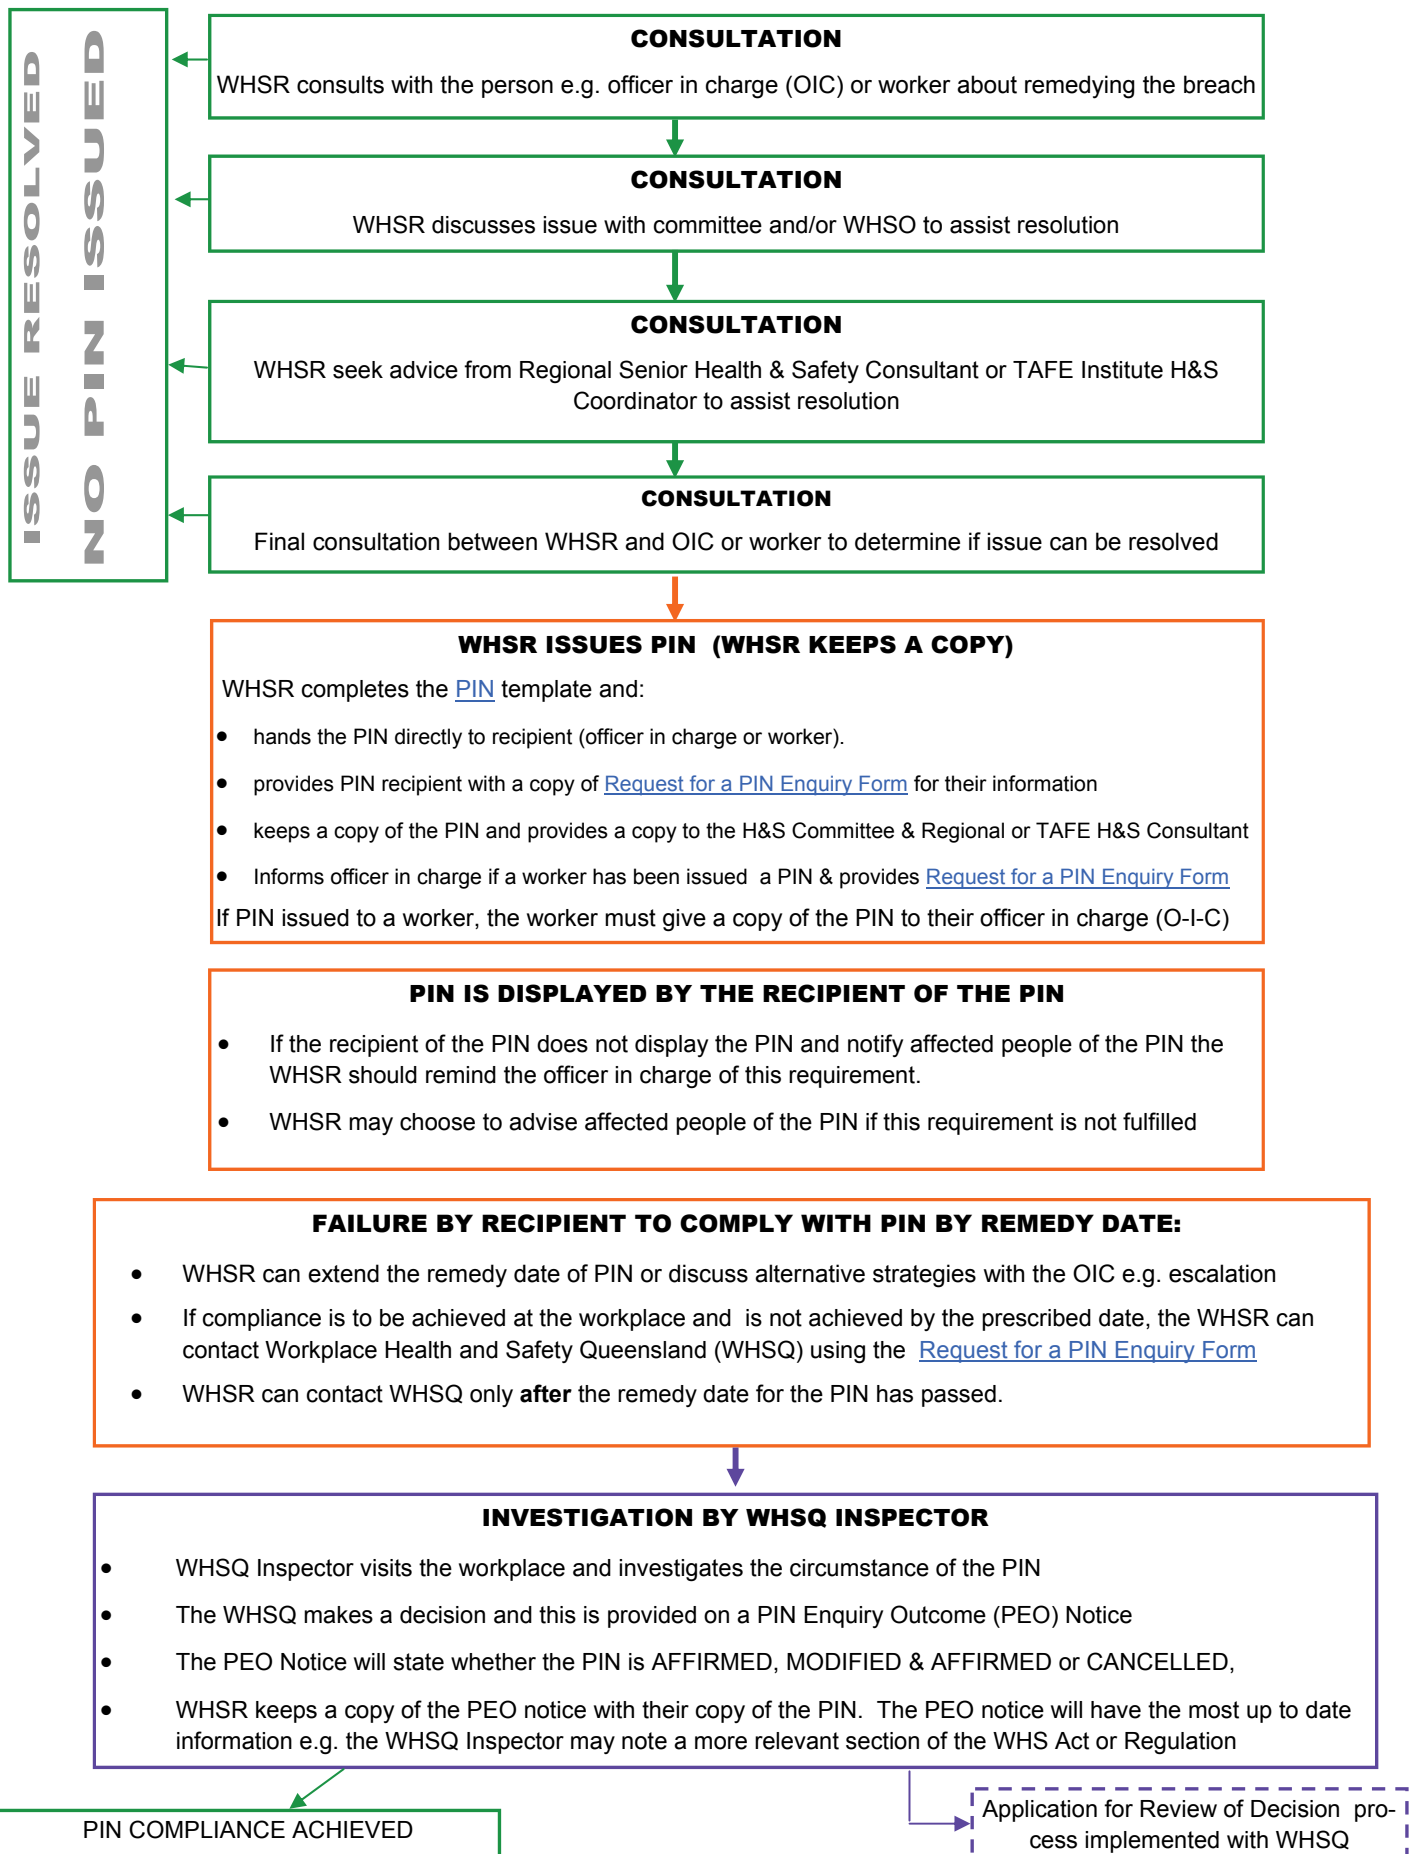 ISSUE RESOLVED
NO PIN ISSUED
CONSULTATION
WHSR consults with the person e.g. officer in charge (OIC) or worker about remedying the breach
CONSULTATION
WHSR discusses issue with committee and/or WHSO to assist resolution
CONSULTATION
WHSR seek advice from Regional Senior Health & Safety Consultant or TAFE Institute H&S
Coordinator to assist resolution
CONSULTATION
Final consultation between WHSR and OIC or worker to determine if issue can be resolved
WHSR ISSUES PIN (WHSR KEEPS A COPY)
WHSR completes the PIN template and:
• hands the PIN directly to recipient (officer in charge or worker).
• provides PIN recipient with a copy of Request for a PIN Enquiry Form for their information
• keeps a copy of the PIN and provides a copy to the H&S Committee & Regional or TAFE H&S Consultant
• Informs officer in charge if a worker has been issued a PIN & provides Request for a PIN Enquiry Form
If PIN issued to a worker, the worker must give a copy of the PIN to their officer in charge (O-I-C)
PIN IS DISPLAYED BY THE RECIPIENT OF THE PIN
• If the recipient of the PIN does not display the PIN and notify affected people of the PIN the
WHSR should remind the officer in charge of this requirement.
• WHSR may choose to advise affected people of the PIN if this requirement is not fulfilled
FAILURE BY RECIPIENT TO COMPLY WITH PIN BY REMEDY DATE:
• WHSR can extend the remedy date of PIN or discuss alternative strategies with the OIC e.g. escalation
• If compliance is to be achieved at the workplace and is not achieved by the prescribed date, the WHSR can
contact Workplace Health and Safety Queensland (WHSQ) using the Request for a PIN Enquiry Form
• WHSR can contact WHSQ only after the remedy date for the PIN has passed.
INVESTIGATION BY WHSQ INSPECTOR
• WHSQ Inspector visits the workplace and investigates the circumstance of the PIN
• The WHSQ makes a decision and this is provided on a PIN Enquiry Outcome (PEO) Notice
• The PEO Notice will state whether the PIN is AFFIRMED, MODIFIED & AFFIRMED or CANCELLED,
• WHSR keeps a copy of the PEO notice with their copy of the PIN. The PEO notice will have the most up to date
information e.g. the WHSQ Inspector may note a more relevant section of the WHS Act or Regulation
PIN COMPLIANCE ACHIEVED
Application for Review of Decision pro-
cess implemented with WHSQ